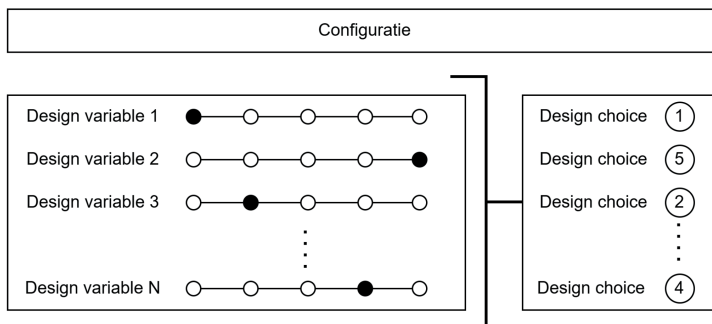 Configuratie
Design variable 1 Design choice 1
Design variable 2 Design choice 5
Design variable 3 Design choice 2
Design variable N Design choice 4